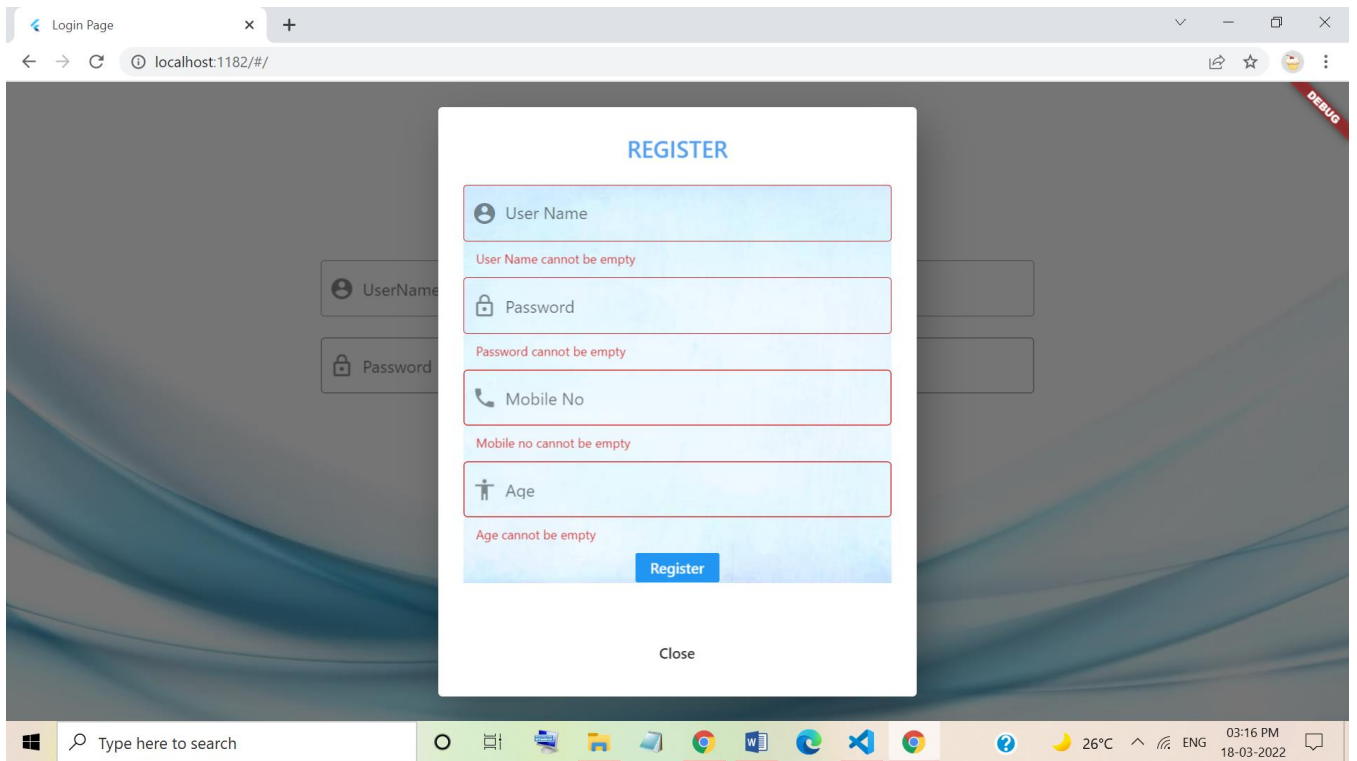 Login Page
localhost:1182/#/
DEBUG
REGISTER
User Name
User Name cannot be empty
UserName
Password
Password cannot be empty
Password
Mobile No
Mobile no cannot be empty
Age
Age cannot be empty
Register
Close
Type here to search
26°C
ENG
03:16 PM
18-03-2022